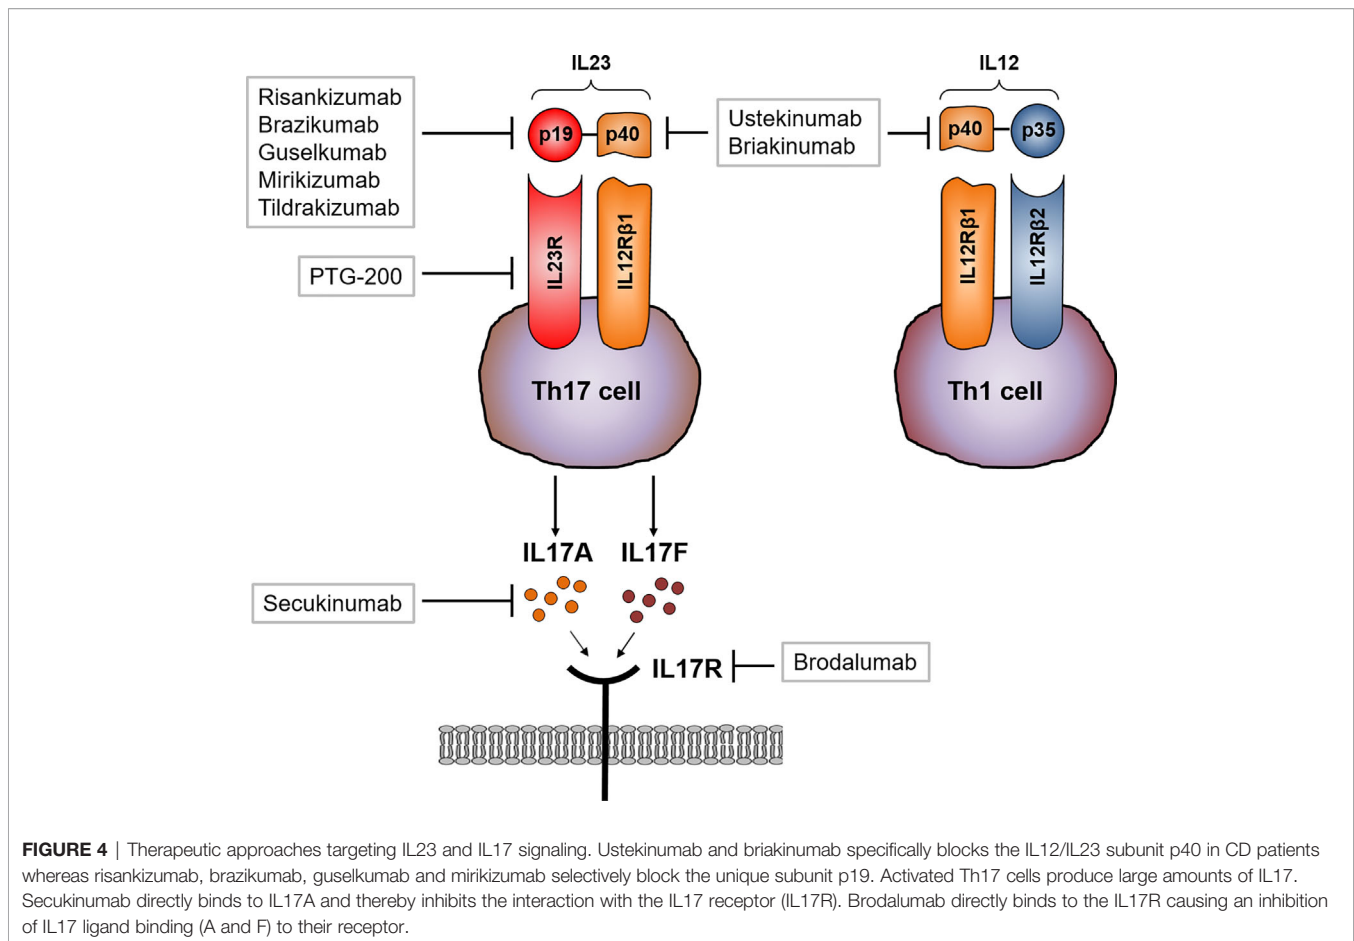 IL23
IL12
Risankizumab
Brazikumab
Guselkumab
Mirikizumab
Tildrakizumab
p19
p40
Ustekinumab
Briakinumab
p40
p35
PTG-200
IL23R
IL12Rβ1
IL12Rβ1
IL12Rβ2
Th17 cell
Th1 cell
IL17A
IL17F
Secukinumab
IL17R
Brodalumab
FIGURE 4 | Therapeutic approaches targeting IL23 and IL17 signaling. Ustekinumab and briakinumab specifically blocks the IL12/IL23 subunit p40 in CD patients
whereas risankizumab, brazikumab, guselkumab and mirikizumab selectively block the unique subunit p19. Activated Th17 cells produce large amounts of IL17.
Secukinumab directly binds to IL17A and thereby inhibits the interaction with the IL17 receptor (IL17R). Brodalumab directly binds to the IL17R causing an inhibition
of IL17 ligand binding (A and F) to their receptor.